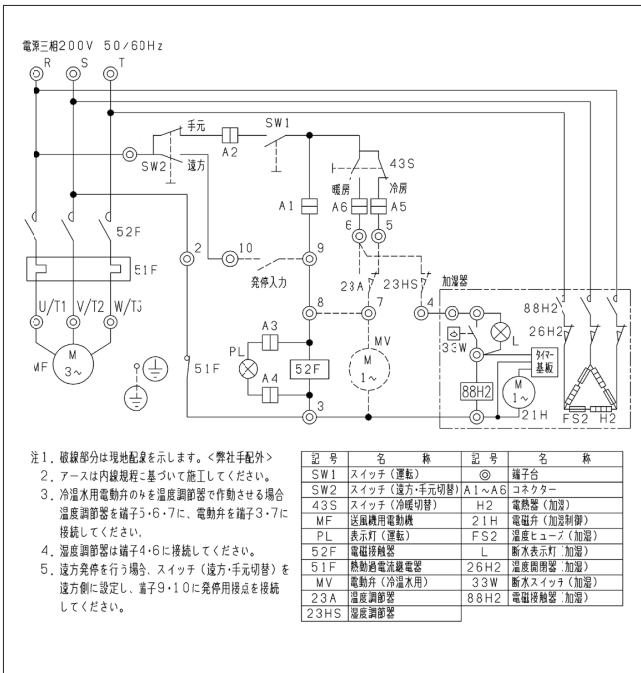 電源三相200V 50/60Hz
R S T
手元
SW1
A2
SW2 遠方
43S
暖房 冷房
A1 A6 A5
52F
6 5
2 10 9
51F
発停入力
23A 23HS 加湿器
U/T1 V/T2 W/T3
8 7 4
88H2
26H2
MF M 3~
A3
MV
33W L
タイマー基板
PL
51F
52F
M 1~
A4
88H2
M 1~
21H
FS2 H2
3
注1. 破線部分は現地配線を示します。<弊社手配外>
2. アースは内線規程に基づいて施工してください。
3. 冷温水用電動弁のみを温度調節器で作動させる場合
温度調節器を端子5・6・7に、電動弁を端子3・7に
接続してください。
4. 湿度調節器は端子4・6に接続してください。
5. 遠方発停を行う場合、スイッチ(遠方・手元切替)を
遠方側に設定し、端子9・10に発停用接点を接続
してください。
記号 名称 記号 名称
SW1 スイッチ(運転) ◎ 端子台
SW2 スイッチ(遠方・手元切替) A1~A6 コネクター
43S スイッチ(冷暖切替) H2 電熱器(加湿)
MF 送風機用電動機 21H 電磁弁(加湿制御)
PL 表示灯(運転) FS2 温度ヒューズ(加湿)
52F 電磁接触器 L 断水表示灯(加湿)
51F 熱動過電流継電器 26H2 温度開閉器(加湿)
MV 電動弁(冷温水用) 33W 断水スイッチ(加湿)
23A 温度調節器 88H2 電磁接触器(加湿)
23HS 湿度調節器